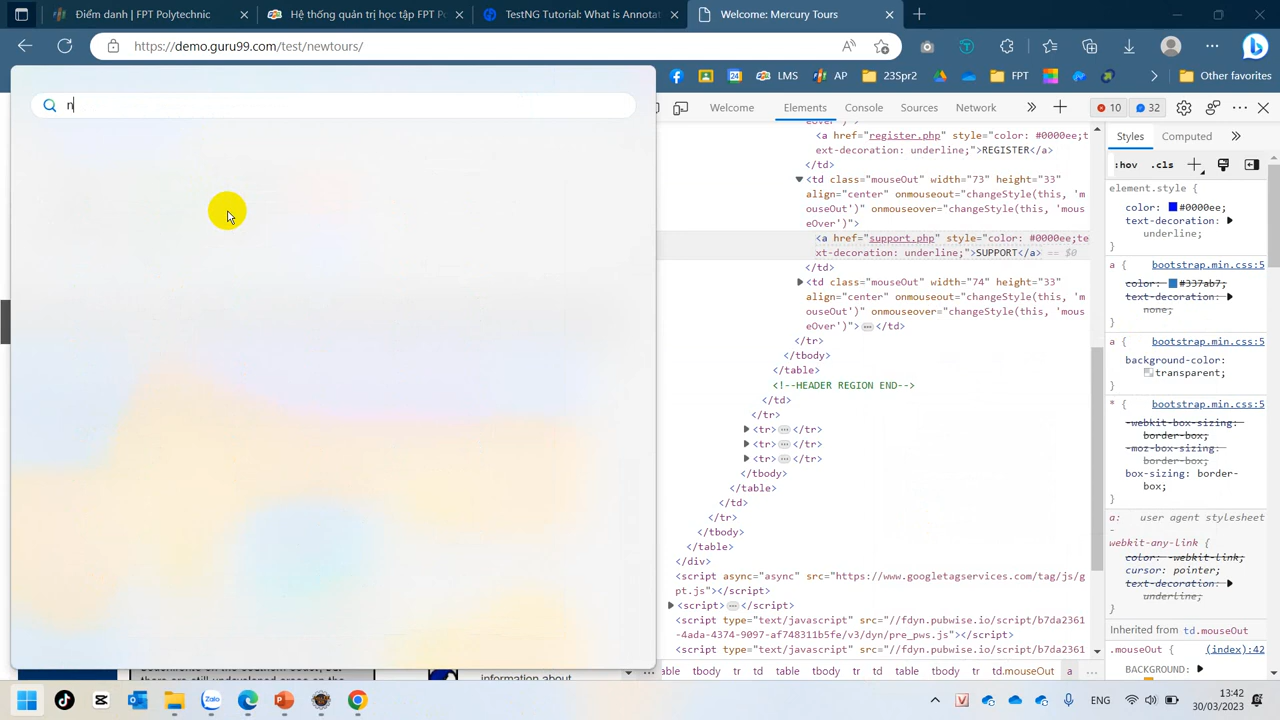 Điểm danh | FPT Polytechnic
Hệ thống quản trị học tập FPT Po
TestNG Tutorial: What is Annotat
Welcome: Mercury Tours
https://demo.guru99.com/test/newtours/
LMS
AP
23Spr2
FPT
Other favorites
n
Welcome
Elements
Console
Sources
Network
10
32
Styles
Computed
over')">
<a href="register.php" style="color: #0000ee;t
ext-decoration: underline;">REGISTER</a>
</td>
<td class="mouseOut" width="73" height="33"
align="center" onmouseout="changeStyle(this, 'm
ouseOut')" onmouseover="changeStyle(this, 'mous
eOver')">
<a href="support.php" style="color: #0000ee;te
xt-decoration: underline;">SUPPORT</a> == $0
</td>
<td class="mouseOut" width="74" height="33"
align="center" onmouseout="changeStyle(this, 'm
ouseOut')" onmouseover="changeStyle(this, 'mous
eOver')">…</td>
</tr>
</tbody>
</table>
<!--HEADER REGION END-->
</td>
</tr>
<tr>…</tr>
<tr>…</tr>
<tr>…</tr>
</tbody>
</table>
</td>
</tr>
</tbody>
</table>
</div>
<script async="async" src="https://www.googletagservices.com/tag/js/g
pt.js"></script>
<script>…</script>
<script type="text/javascript" src="//fdyn.pubwise.io/script/b7da2361
-4ada-4374-9097-af748311b5fe/v3/dyn/pre_pws.js"></script>
<script type="text/javascript" src="//fdyn.pubwise.io/script/b7da2361
able tbody tr td table tbody tr td table tbody tr td.mouseOut a
:hov .cls
element.style {
color: #0000ee;
text-decoration:
underline;
}
a { bootstrap.min.css:5
color: #337ab7;
text-decoration:
none;
}
a { bootstrap.min.css:5
background-color:
transparent;
}
* { bootstrap.min.css:5
-webkit-box-sizing:
border-box;
-moz-box-sizing:
border-box;
box-sizing: border-
box;
}
a: user agent stylesheet
-
webkit-any-link {
color: -webkit-link;
cursor: pointer;
text-decoration:
underline;
}
Inherited from td.mouseOut
.mouseOut { (index):42
BACKGROUND:
information about
ENG
13:42
30/03/2023